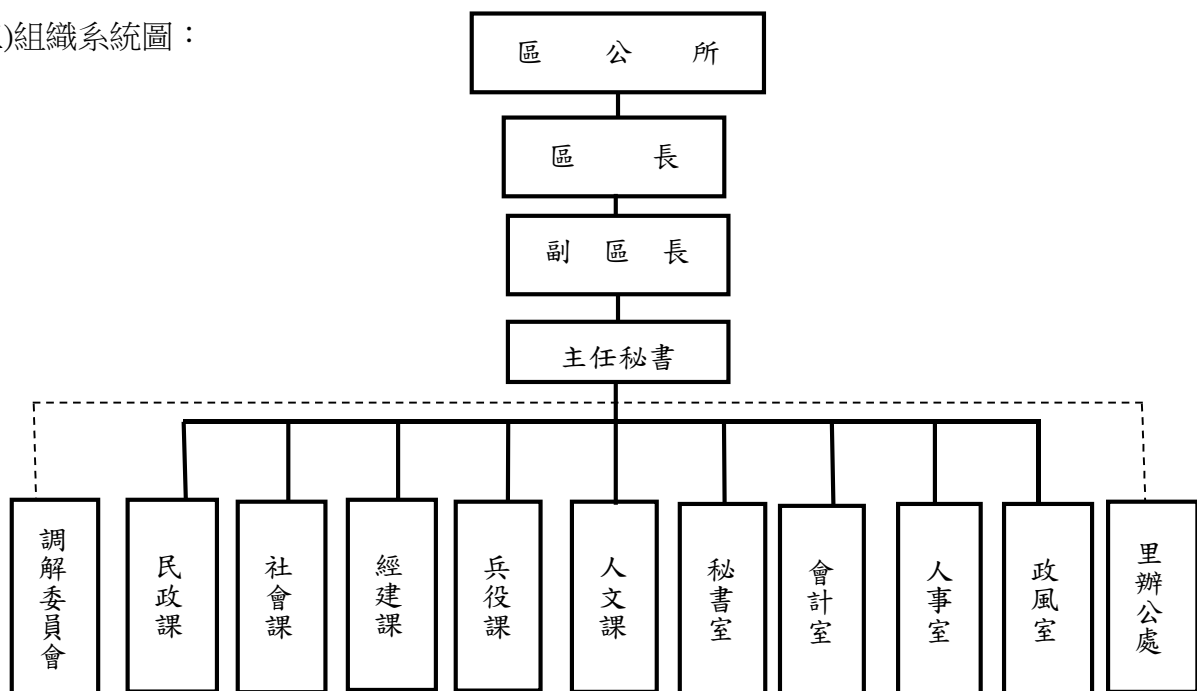 )組織系統圖：
區公所
區長
副區長
主任秘書
調解委員會
民政課
社會課
經建課
兵役課
人文課
秘書室
會計室
人事室
政風室
里辦公處